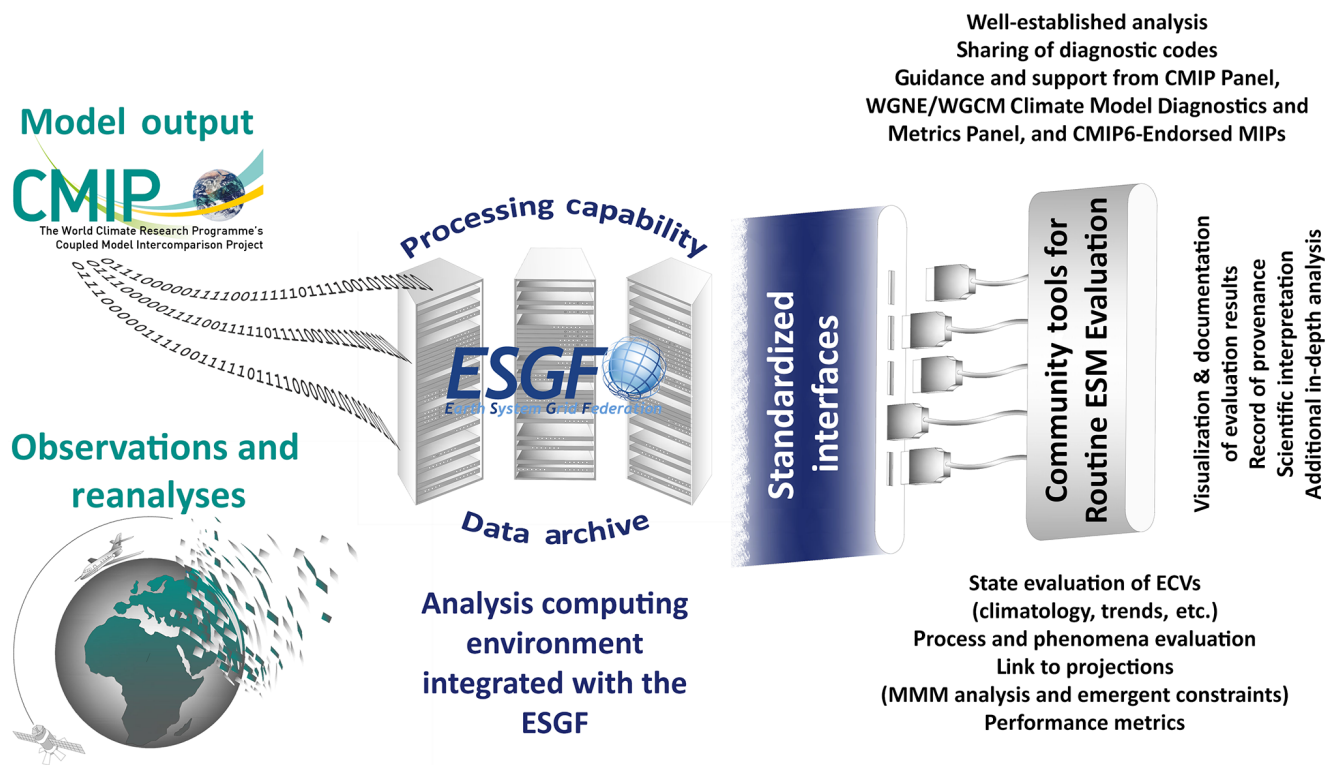 Model output
CMIP
The World Climate Research Programme's
Coupled Model Intercomparison Project
Observations and
reanalyses
Processing capability
ESGF
Earth System Grid Federation
Data archive
Analysis computing
environment
integrated with the
ESGF
Standardized
interfaces
Community tools for
Routine ESM Evaluation
Well-established analysis
Sharing of diagnostic codes
Guidance and support from CMIP Panel,
WGNE/WGCM Climate Model Diagnostics and
Metrics Panel, and CMIP6-Endorsed MIPs
Visualization & documentation
of evaluation results
Record of provenance
Scientific interpretation
Additional in-depth analysis
State evaluation of ECVs
(climatology, trends, etc.)
Process and phenomena evaluation
Link to projections
(MMM analysis and emergent constraints)
Performance metrics